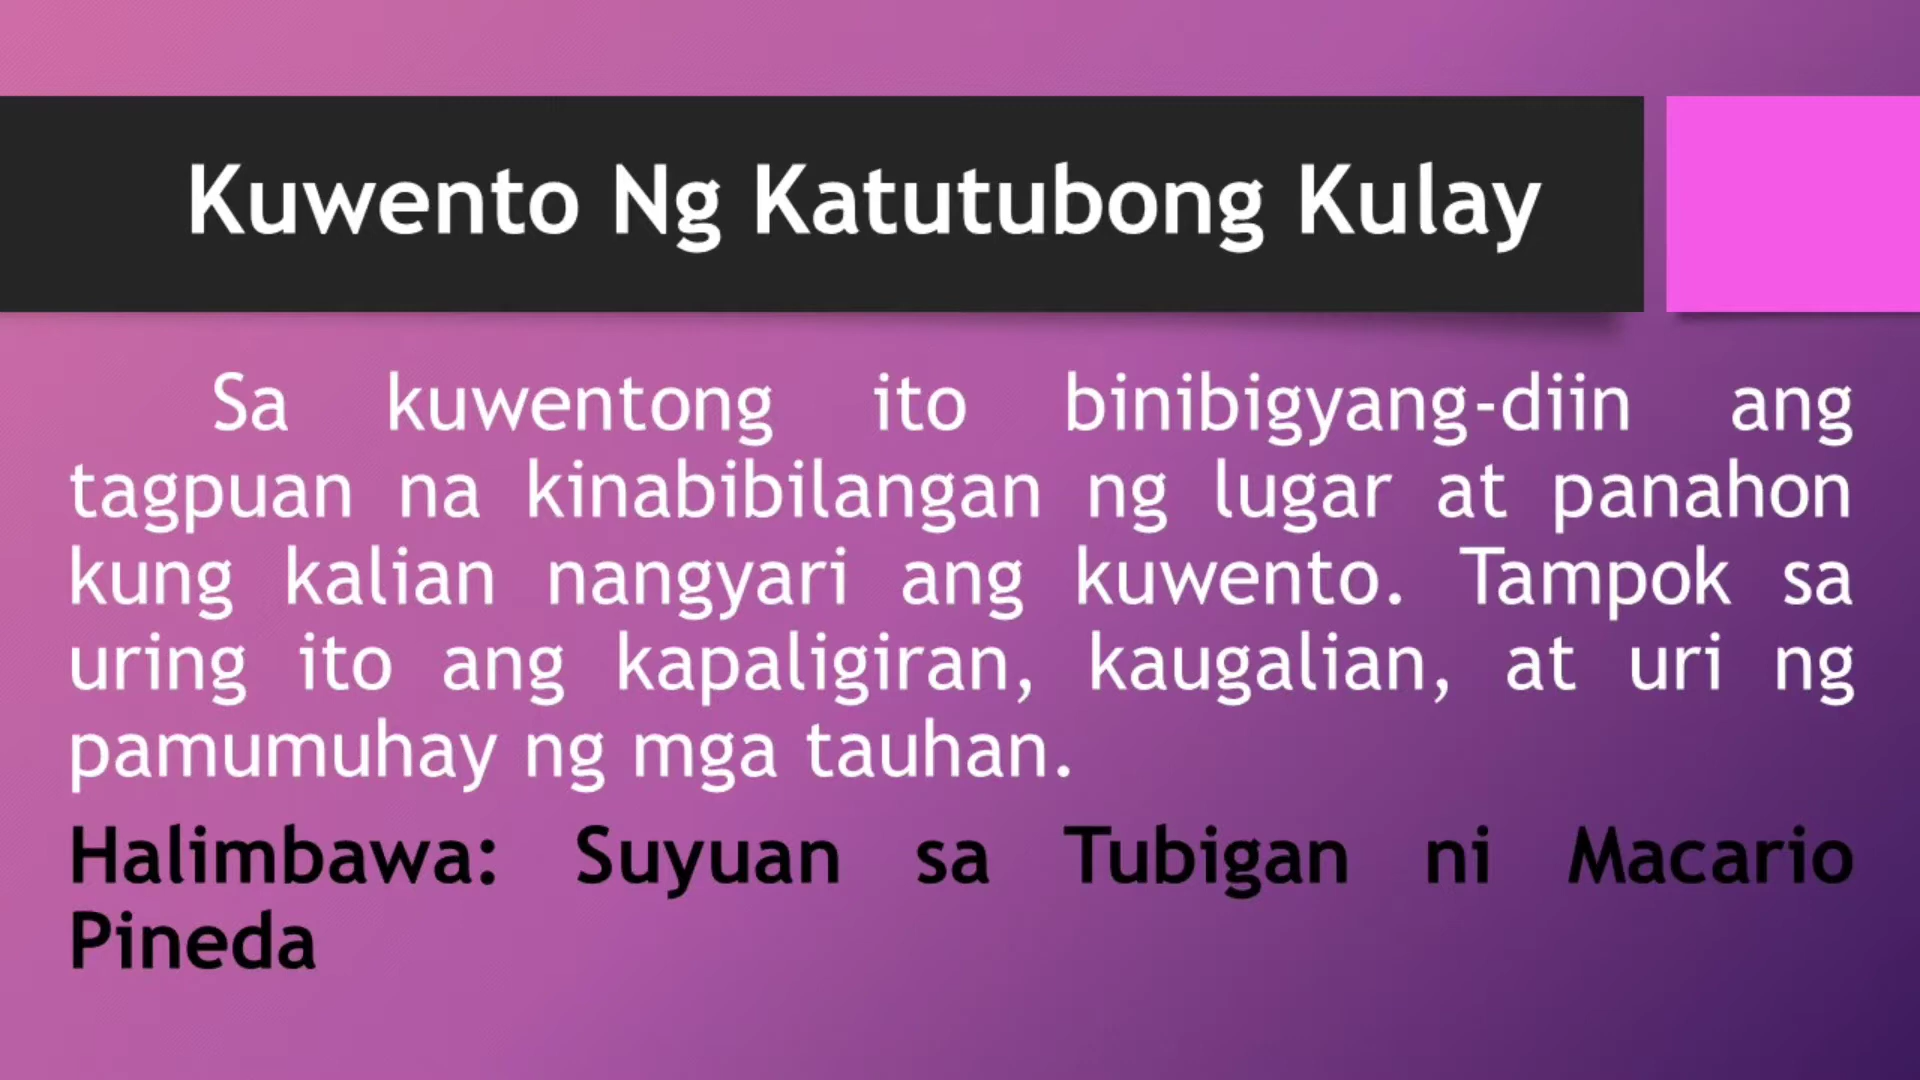 Kuwento Ng Katutubong Kulay
Sa kuwentong ito binibigyang-diin ang
tagpuan na kinabibilangan ng lugar at panahon
kung kalian nangyari ang kuwento. Tampok sa
uring ito ang kapaligiran, kaugalian, at uri ng
pamumuhay ng mga tauhan.
Halimbawa: Suyuan sa Tubigan ni Macario
Pineda